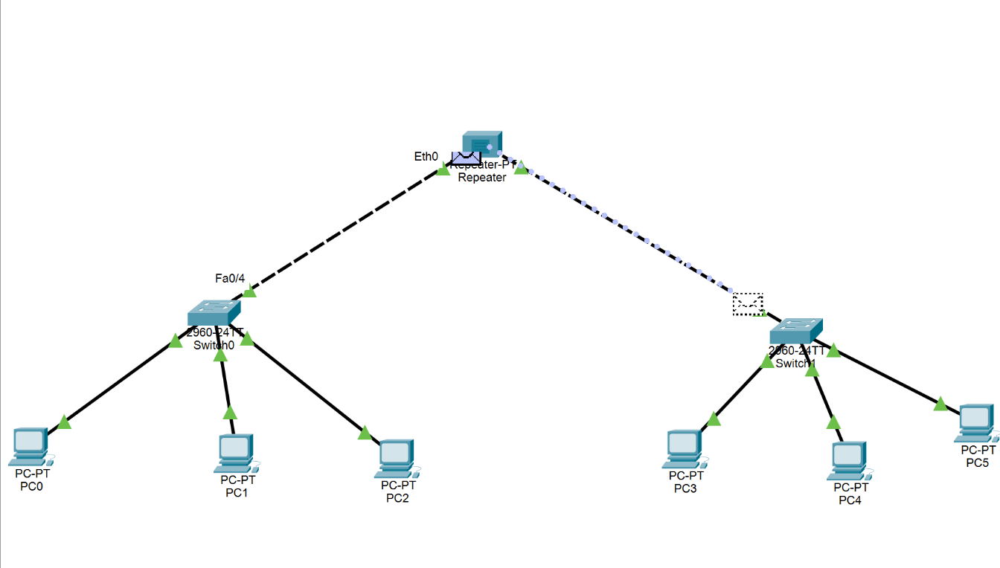 Eth0
Repeater-PT
Repeater
Fa0/4
2960-24TT
Switch0
2960-24TT
Switch1
PC-PT
PC0
PC-PT
PC1
PC-PT
PC2
PC-PT
PC3
PC-PT
PC4
PC-PT
PC5